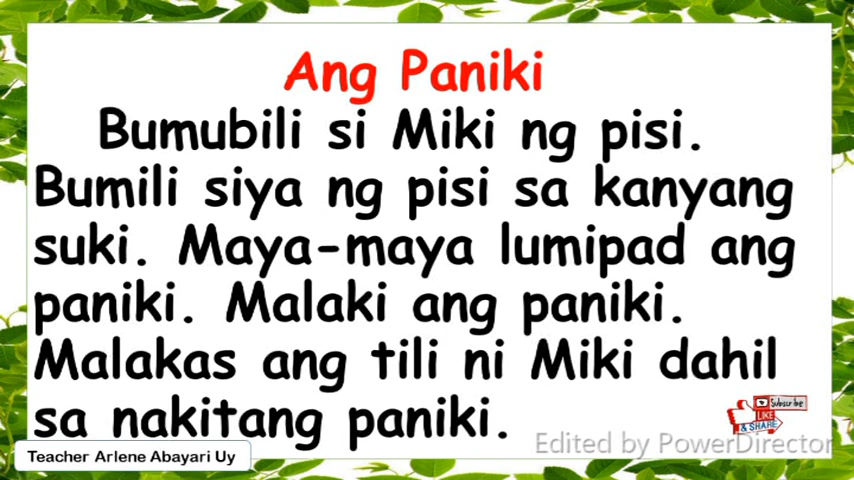 Ang Paniki
Bumubili si Miki ng pisi.
Bumili siya ng pisi sa kanyang
suki. Maya-maya lumipad ang
paniki. Malaki ang paniki.
Malakas ang tili ni Miki dahil
sa nakitang paniki.
Subscribe
LIKE
& SHARE
Edited by PowerDirector
Teacher Arlene Abayari Uy